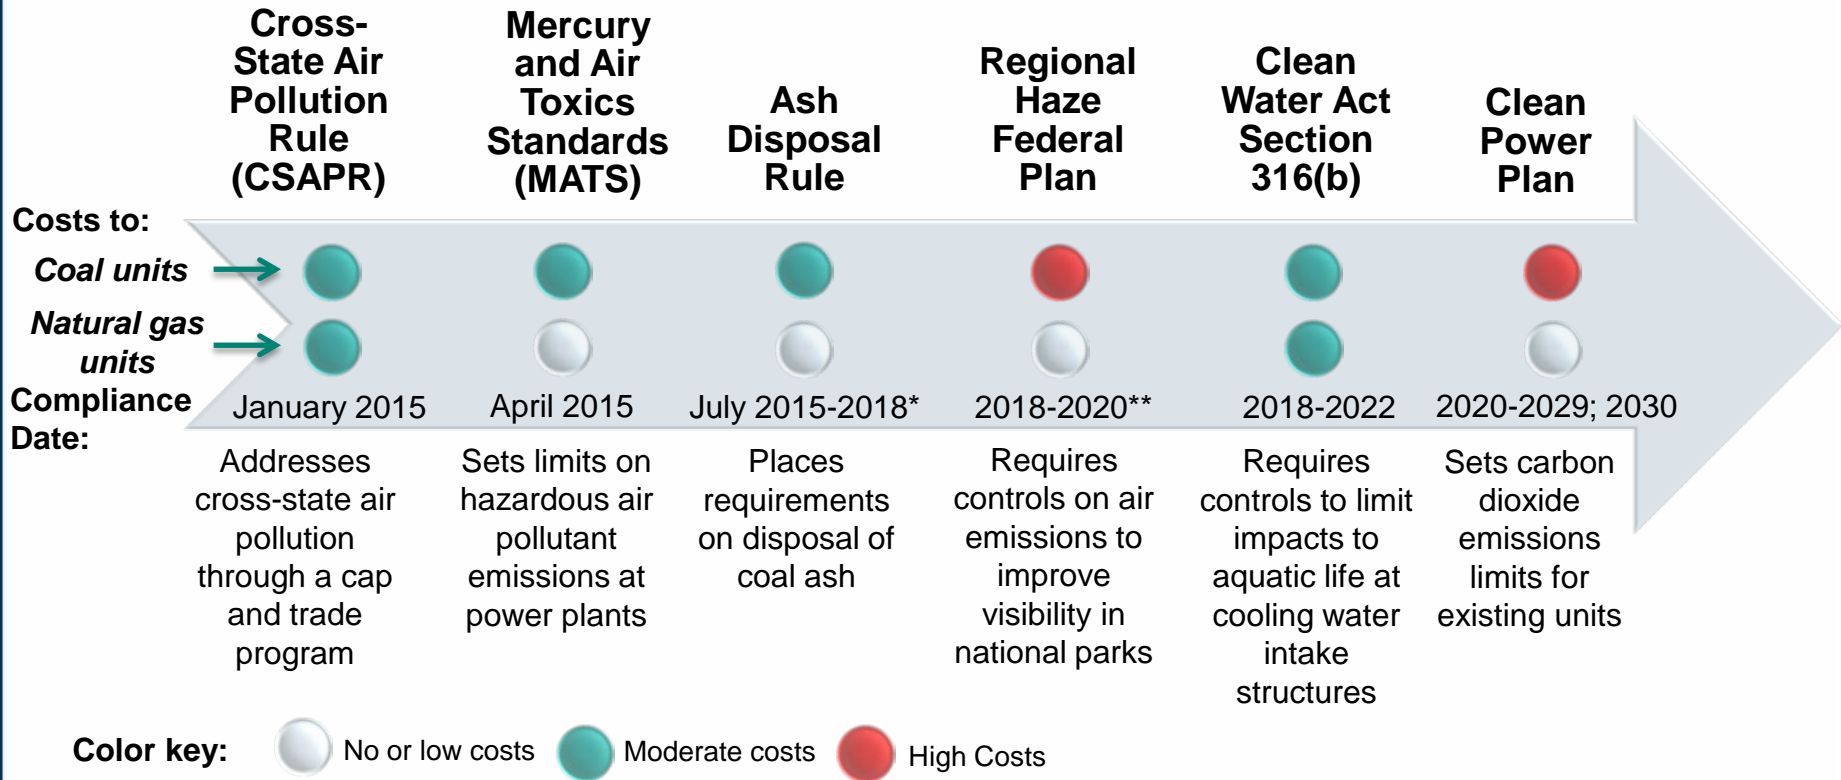 Cross-
State Air
Pollution
Rule
(CSAPR)
Mercury
and Air
Toxics
Standards
(MATS)
Ash
Disposal
Rule
Regional
Haze
Federal
Plan
Clean
Water Act
Section
316(b)
Clean
Power
Plan
Costs to:
Coal units
Natural gas
units
Compliance
Date:
January 2015
April 2015
July 2015-2018*
2018-2020**
2018-2022
2020-2029; 2030
Addresses
cross-state air
pollution
through a cap
and trade
program
Sets limits on
hazardous air
pollutant
emissions at
power plants
Places
requirements
on disposal of
coal ash
Requires
controls on air
emissions to
improve
visibility in
national parks
Requires
controls to limit
impacts to
aquatic life at
cooling water
intake
structures
Sets carbon
dioxide
emissions
limits for
existing units
Color key:
No or low costs
Moderate costs
High Costs